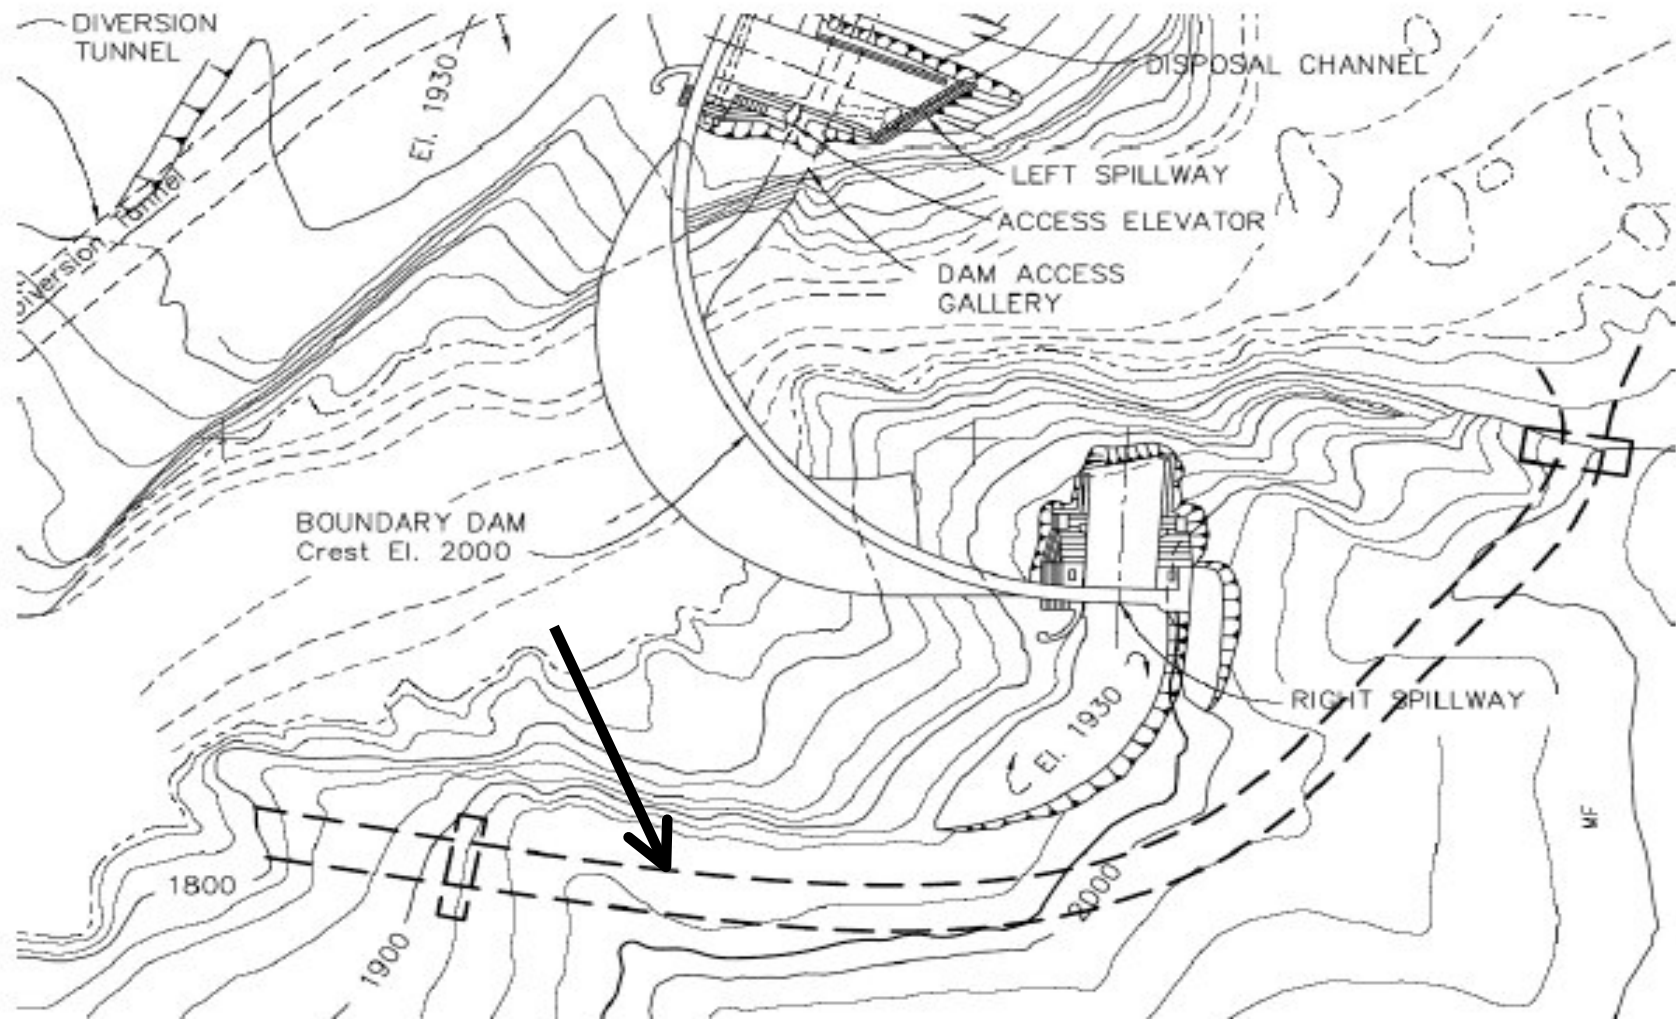 DIVERSION
TUNNEL
El. 1930
DISPOSAL CHANNEL
LEFT SPILLWAY
ACCESS ELEVATOR
DAM ACCESS
GALLERY
Diversion Tunnel
BOUNDARY DAM
Crest El. 2000
RIGHT SPILLWAY
El. 1930
MF
1800
2000
1900